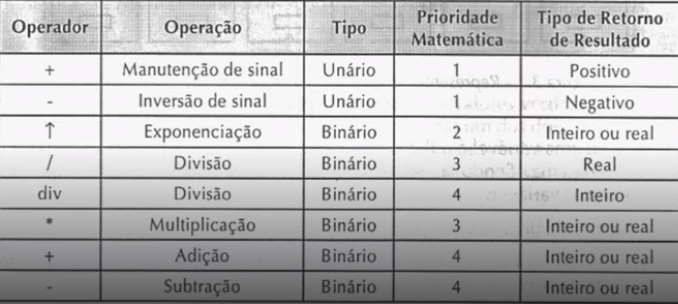 Operador Operação Tipo Prioridade Matemática Tipo de Retorno de Resultado
+ Manutenção de sinal Unário 1 Positivo
- Inversão de sinal Unário 1 Negativo
↑ Exponenciação Binário 2 Inteiro ou real
/ Divisão Binário 3 Real
div Divisão Binário 4 Inteiro
* Multiplicação Binário 3 Inteiro ou real
+ Adição Binário 4 Inteiro ou real
- Subtração Binário 4 Inteiro ou real